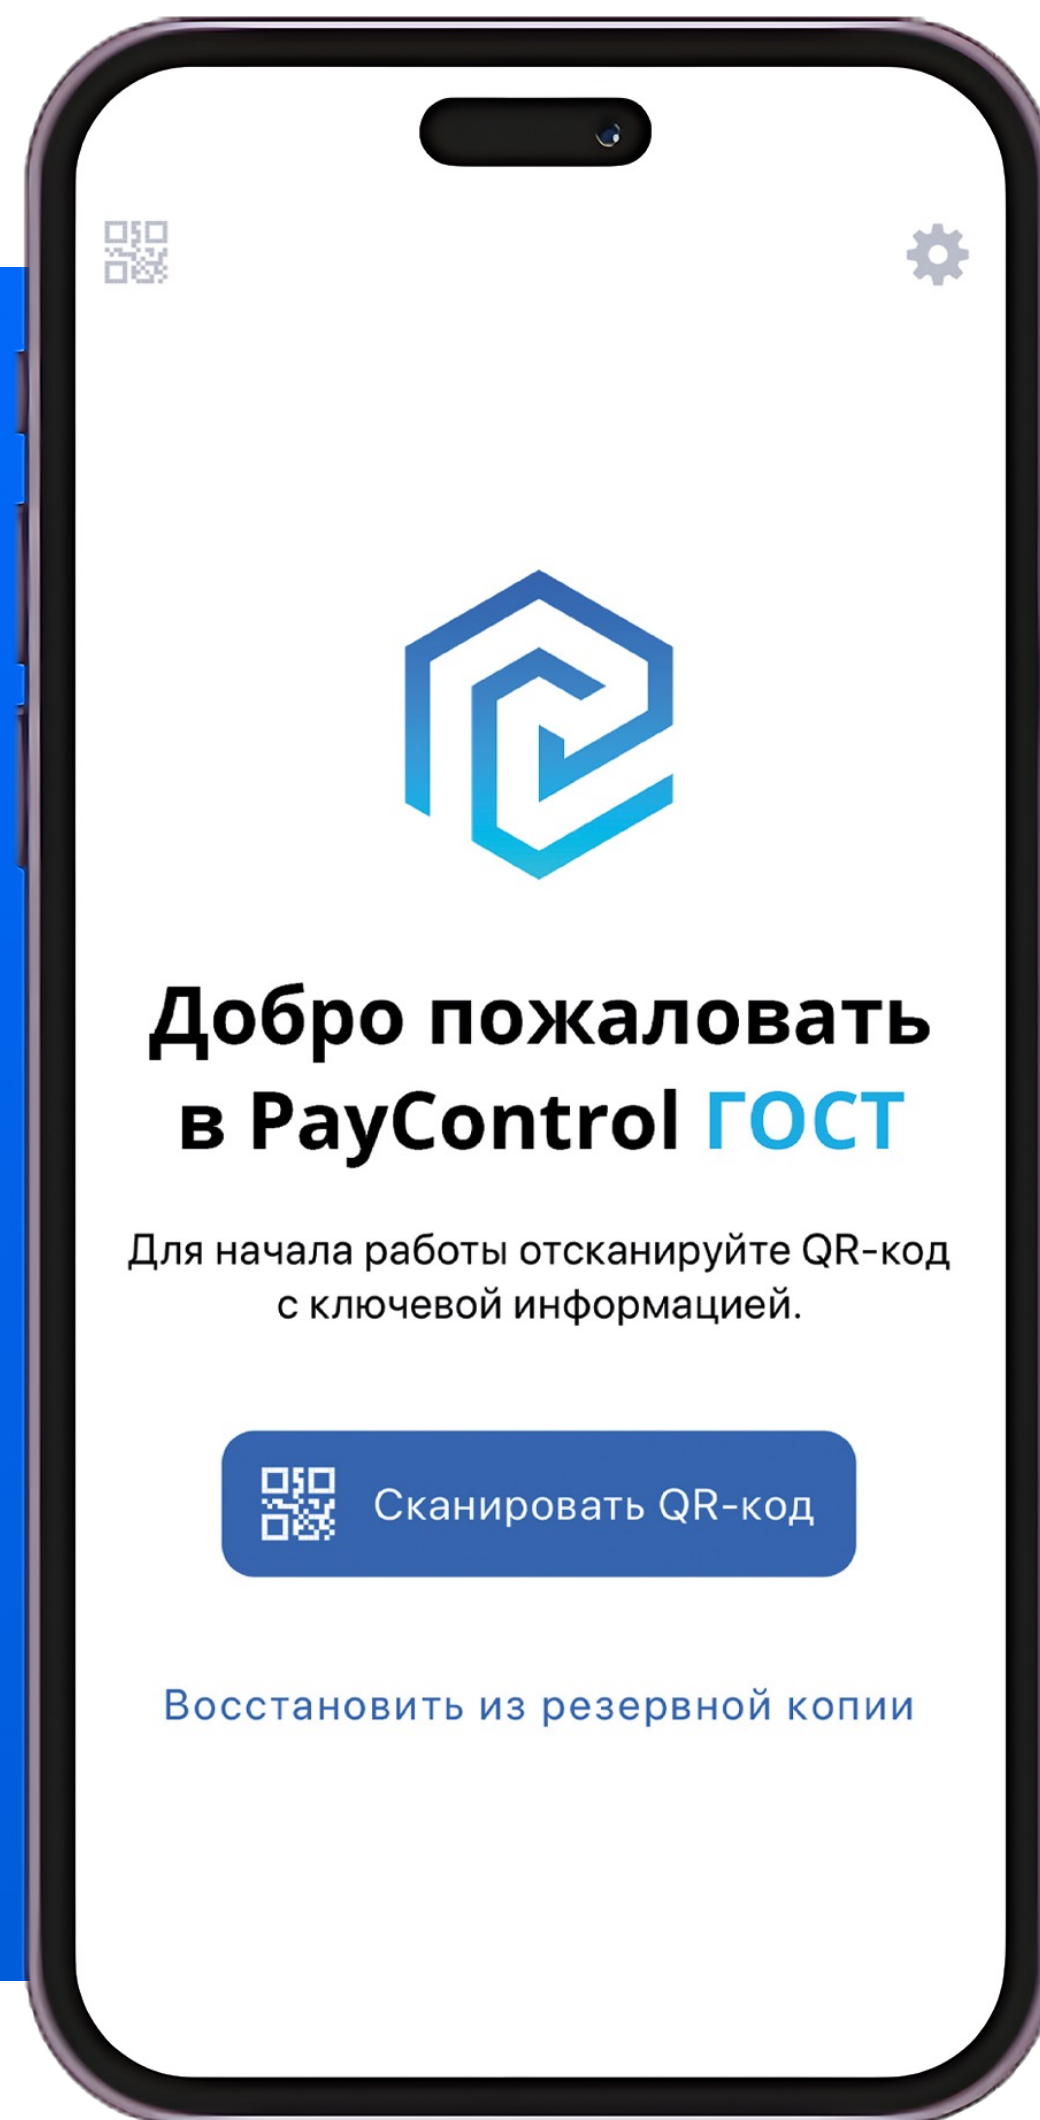 Добро пожаловать
в PayControl ГОСТ
Для начала работы отсканируйте QR-код
с ключевой информацией.
Сканировать QR-код
Восстановить из резервной копии